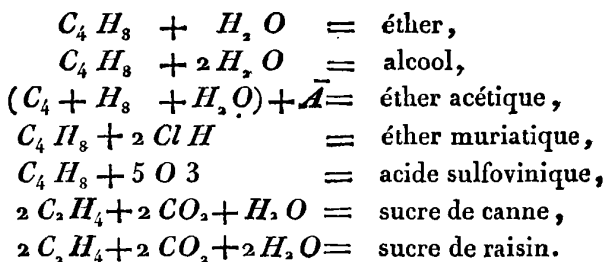 C₄ H₈ + H₂ O = éther,
C₄ H₈ + 2 H₂ O = alcool,
(C₄ + H₈ + H₂ O) + A̅ = éther acétique,
C₄ H₈ + 2 Cl H = éther muriatique,
C₄ H₈ + 5 O 3 = acide sulfovinique,
2 C₂ H₄ + 2 CO₂ + H₂ O = sucre de canne,
2 C₂ H₄ + 2 CO₂ + 2 H₂ O = sucre de raisin.